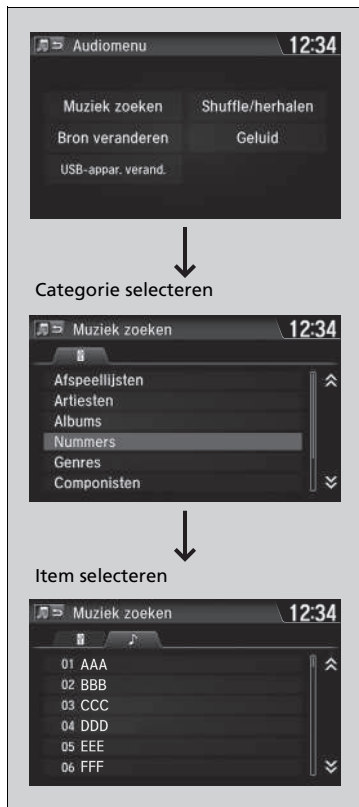 Audiomenu 12:34
Muziek zoeken Shuffle/herhalen
Bron veranderen Geluid
USB-appar. verand.
Categorie selecteren
Muziek zoeken 12:34
Afspeellijsten
Artiesten
Albums
Nummers
Genres
Componisten
Item selecteren
Muziek zoeken 12:34
01 AAA
02 BBB
03 CCC
04 DDD
05 EEE
06 FFF